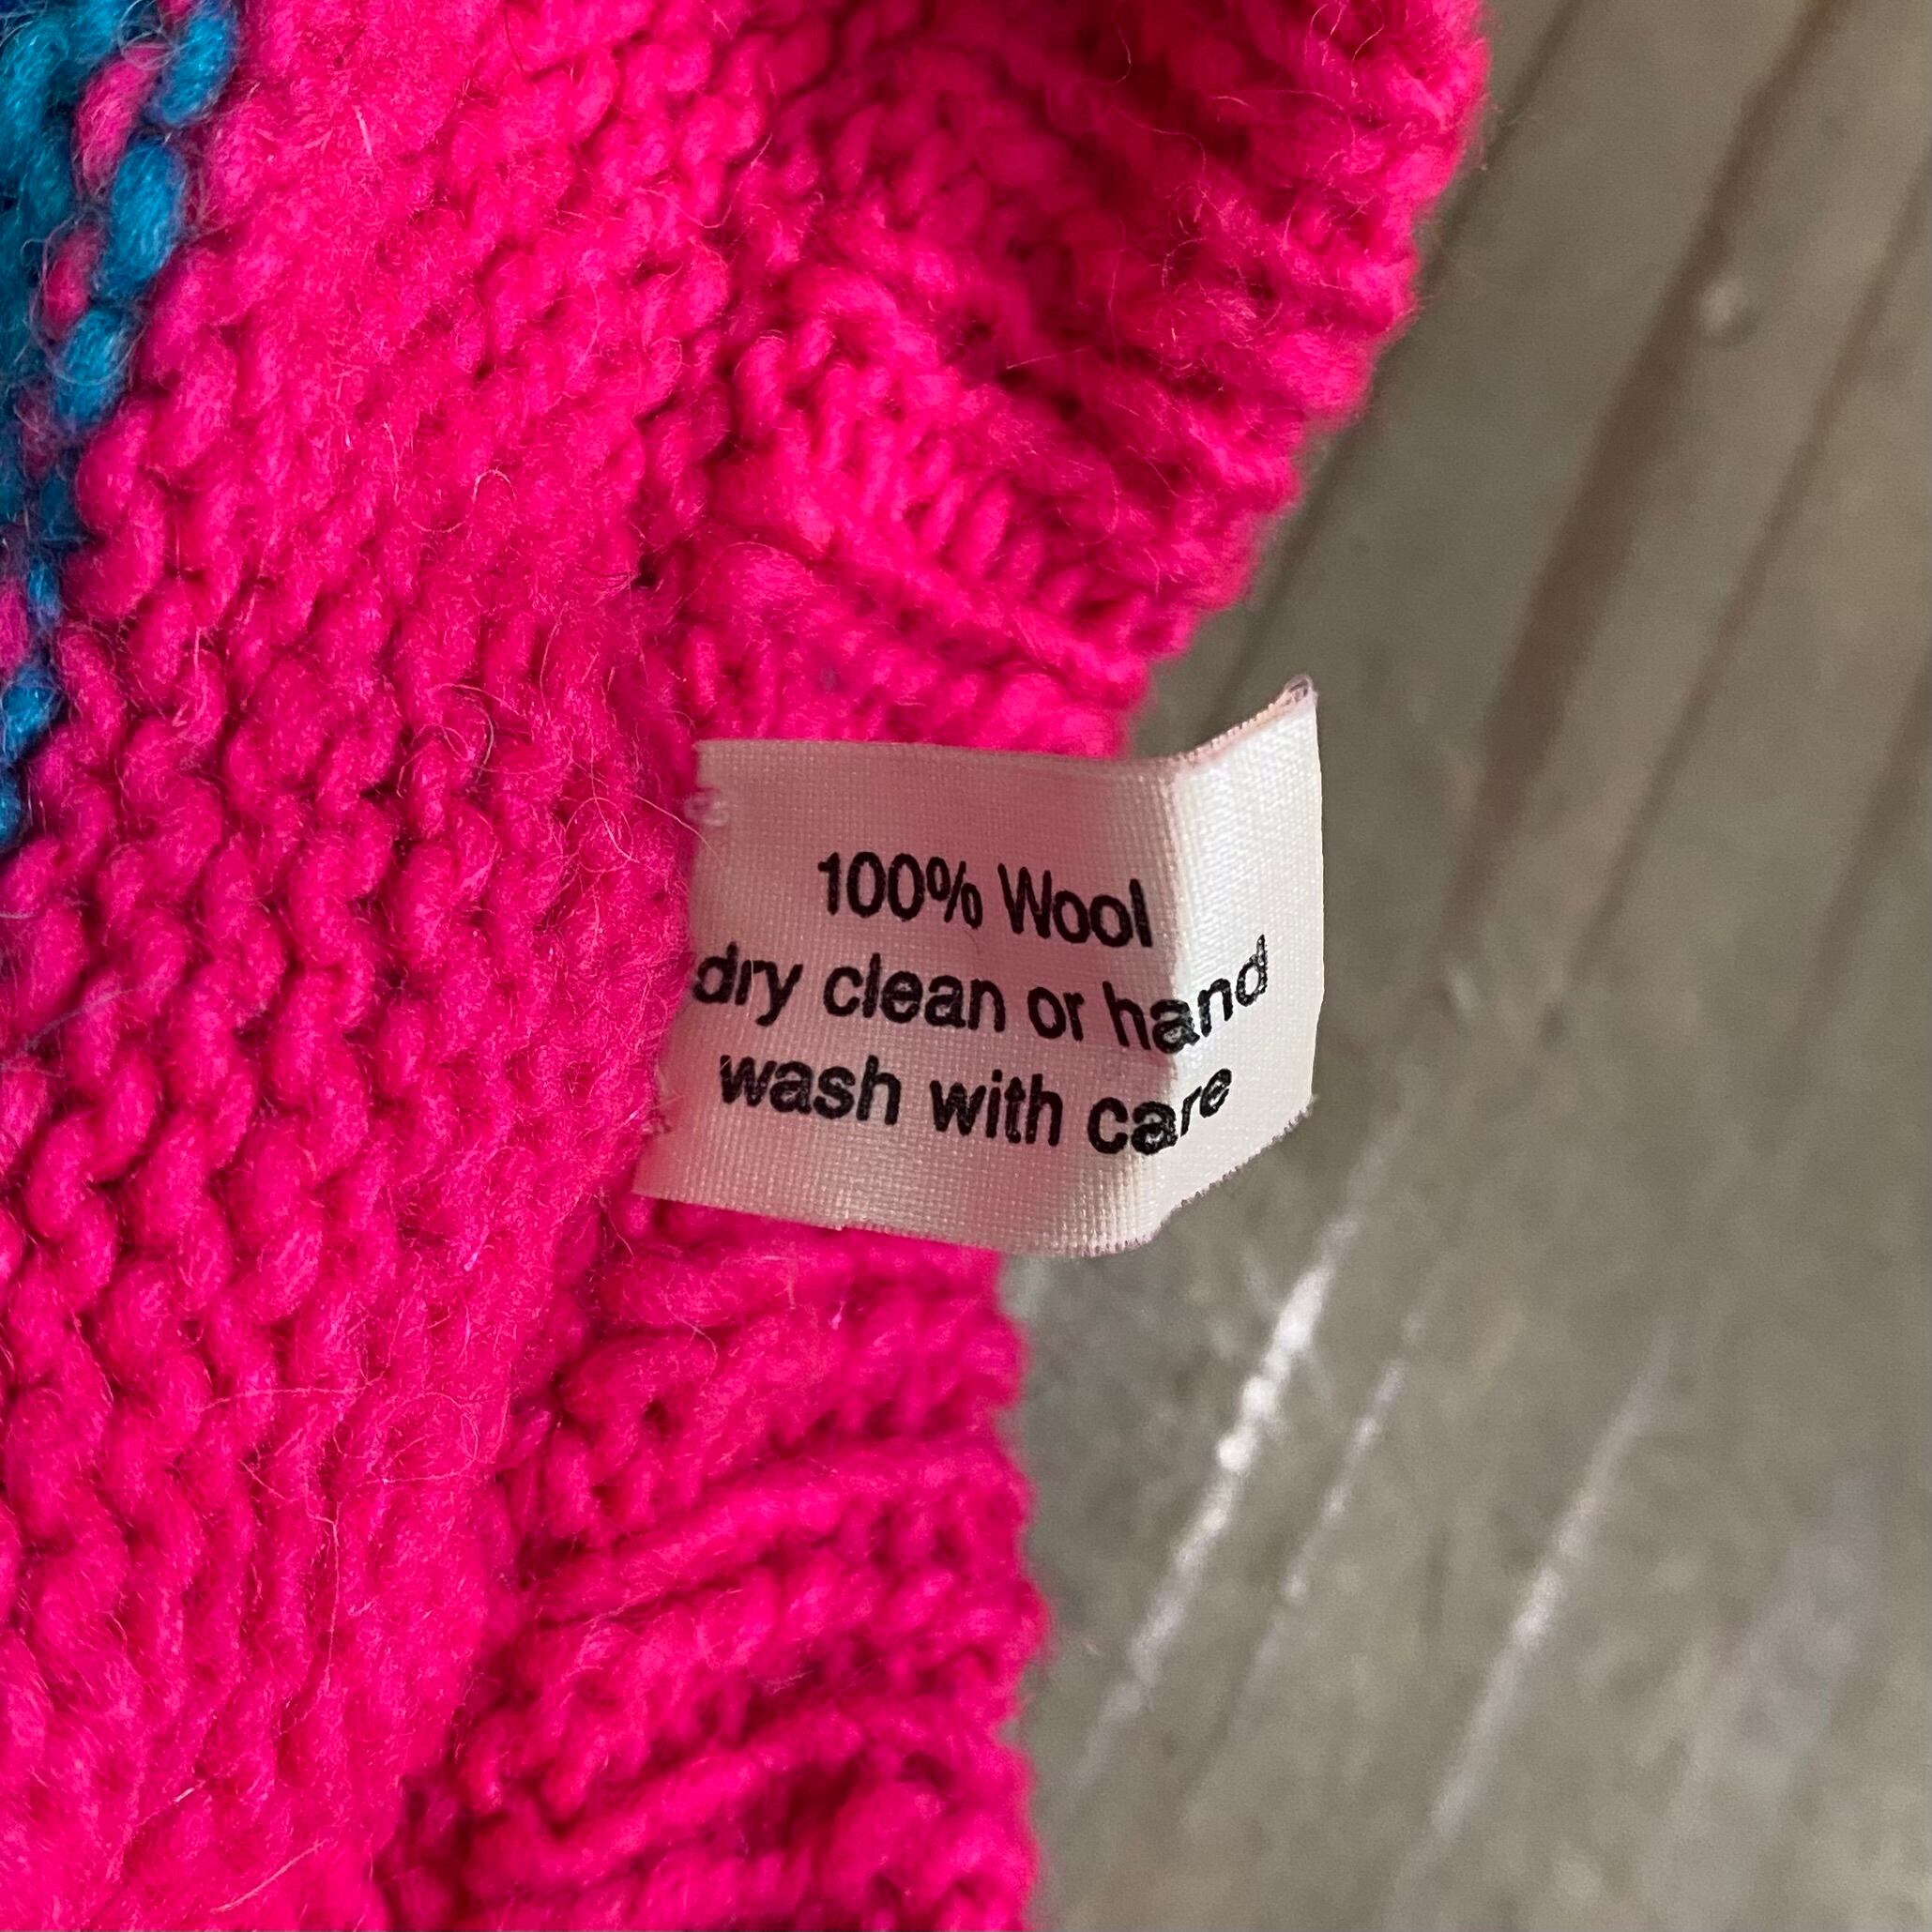 100% Wool
dry clean or hand
wash with care